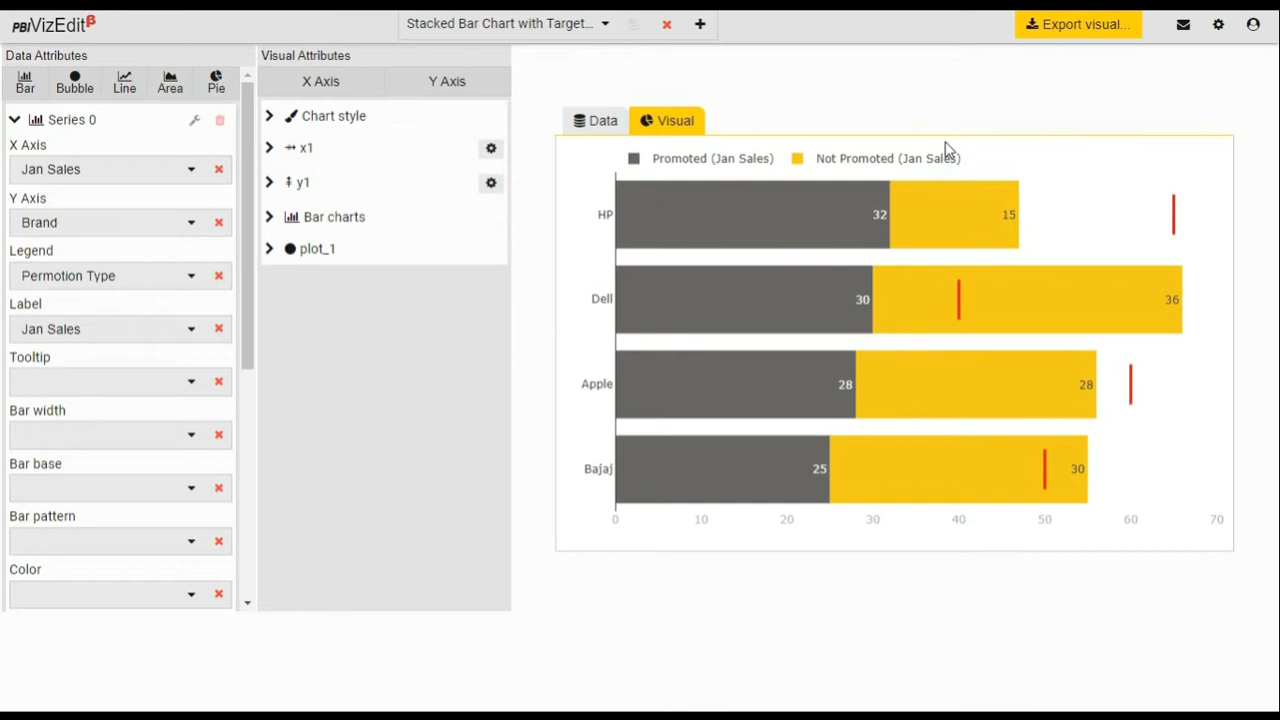 PBIVizEditβ
Stacked Bar Chart with Target...
Export visual...
Data Attributes
Bar Bubble Line Area Pie
Series 0
X Axis
Jan Sales
Y Axis
Brand
Legend
Permotion Type
Label
Jan Sales
Tooltip
Bar width
Bar base
Bar pattern
Color
Visual Attributes
X Axis Y Axis
Chart style
x1
y1
Bar charts
plot_1
Data Visual
Promoted (Jan Sales) Not Promoted (Jan Sales)
HP 32 15
Dell 30 36
Apple 28 28
Bajaj 25 30
0 10 20 30 40 50 60 70